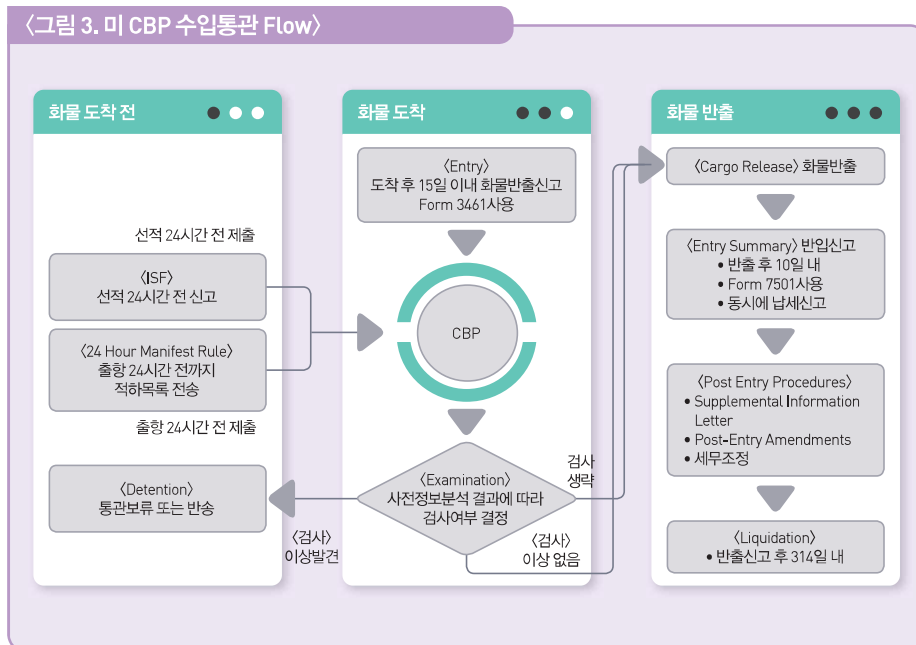 〈그림 3. 미 CBP 수입통관 Flow〉
화물 도착 전
선적 24시간 전 제출
〈ISF〉
선적 24시간 전 신고
〈24 Hour Manifest Rule〉
출항 24시간 전까지
적하목록 전송
출항 24시간 전 제출
〈Detention〉
통관보류 또는 반송
〈검사〉
이상발견
화물 도착
〈Entry〉
도착 후 15일 이내 화물반출신고
Form 3461사용
CBP
〈Examination〉
사전정보분석 결과에 따라
검사여부 결정
검사
생략
〈검사〉
이상 없음
화물 반출
〈Cargo Release〉 화물반출
〈Entry Summary〉 반입신고
• 반출 후 10일 내
• Form 7501사용
• 동시에 납세신고
〈Post Entry Procedures〉
• Supplemental Information
Letter
• Post-Entry Amendments
• 세무조정
〈Liquidation〉
• 반출신고 후 314일 내